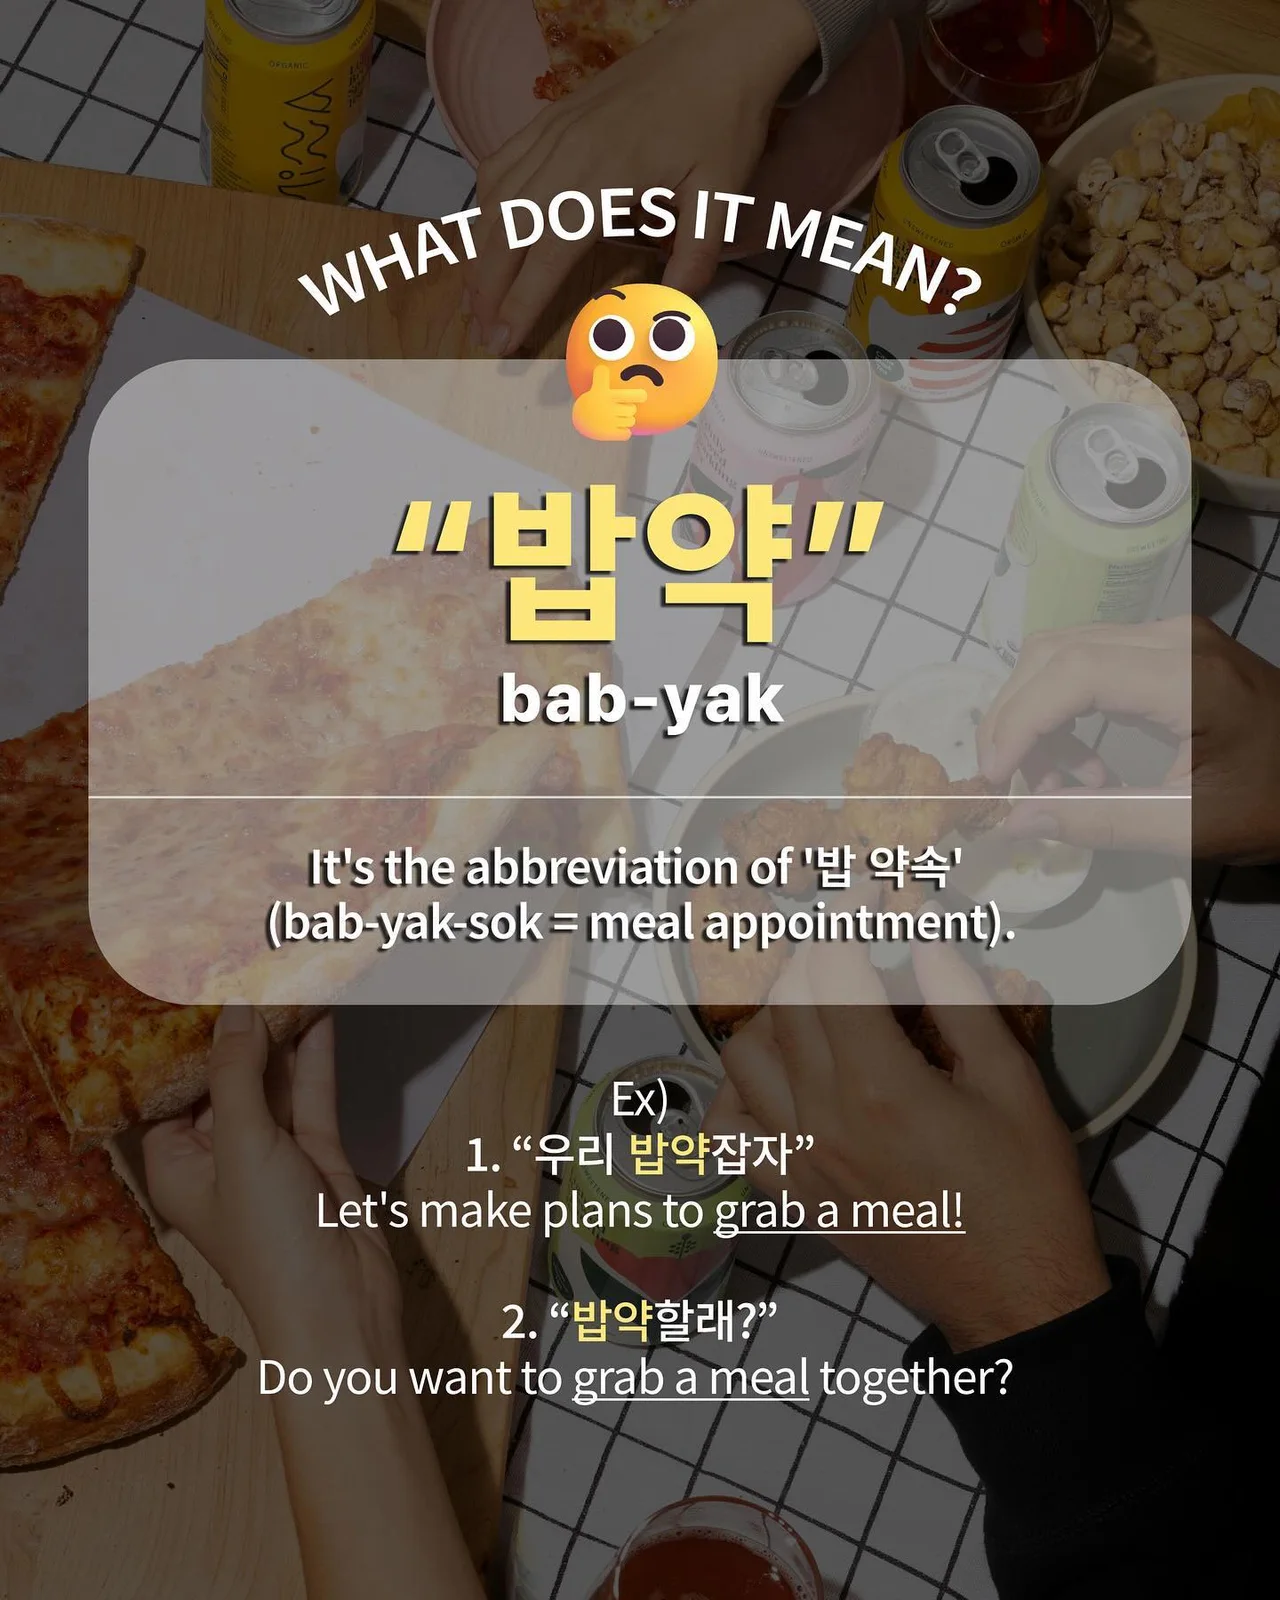 WHAT DOES IT MEAN?
“밥약”
bab-yak
It's the abbreviation of '밥 약속'
(bab-yak-sok = meal appointment).
Ex)
1. “우리 밥약잡자”
Let's make plans to grab a meal!
2. “밥약할래?”
Do you want to grab a meal together?
ORGANIC